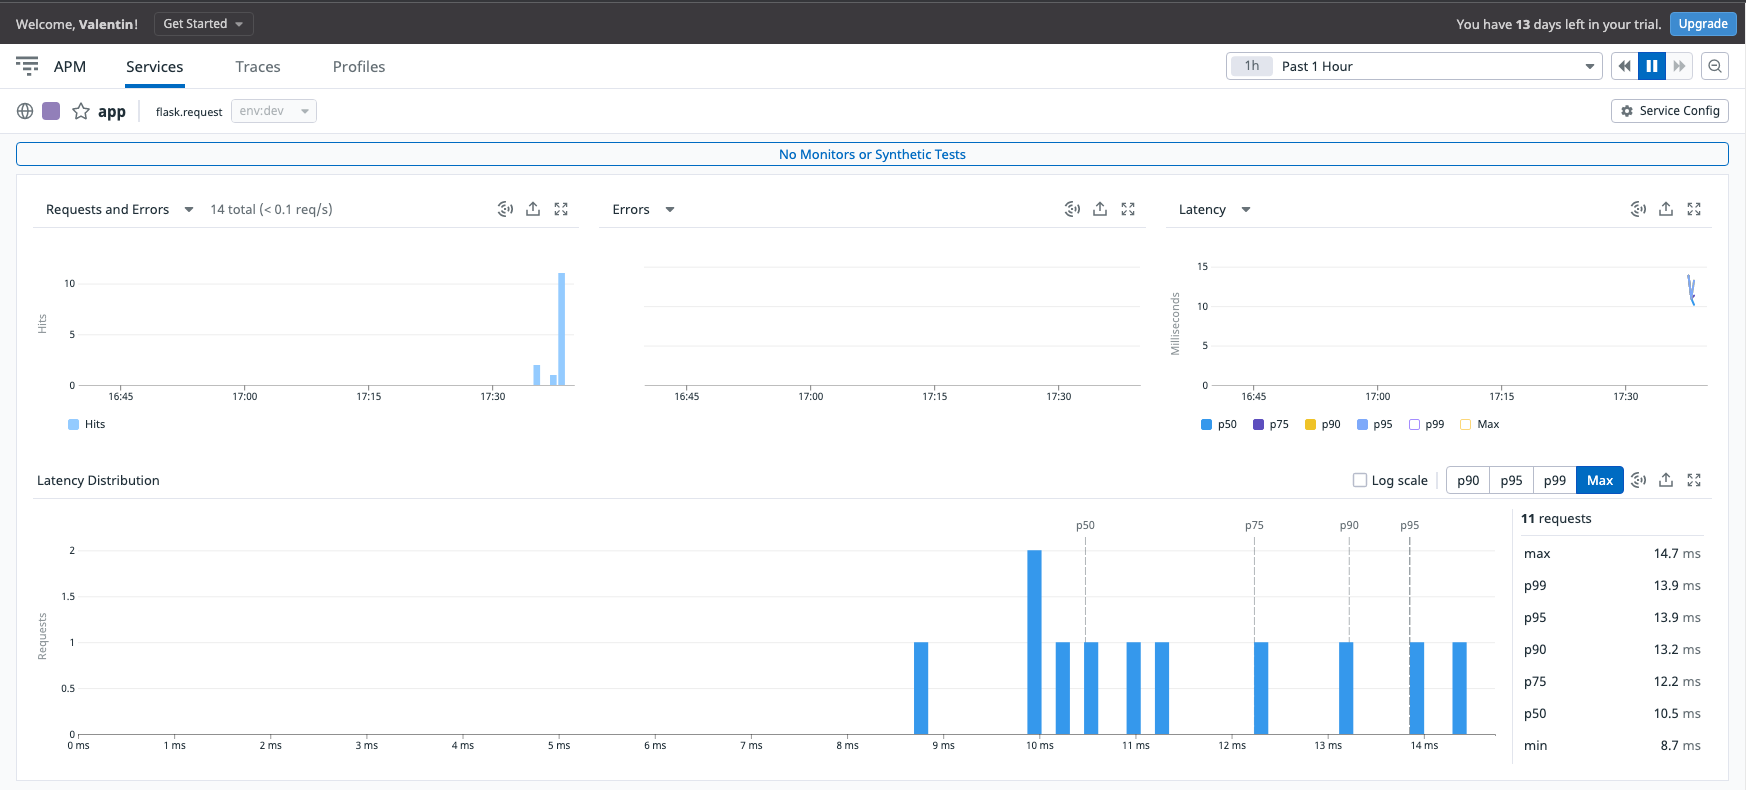 Welcome, Valentin! Get Started You have 13 days left in your trial. Upgrade
APM Services Traces Profiles 1h Past 1 Hour
app flask.request env:dev Service Config
No Monitors or Synthetic Tests
Requests and Errors 14 total (< 0.1 req/s)
Hits
10
5
0
16:45 17:00 17:15 17:30
Hits
Errors
16:45 17:00 17:15 17:30
Latency
Milliseconds
15
10
5
0
16:45 17:00 17:15 17:30
p50 p75 p90 p95 p99 Max
Latency Distribution Log scale p90 p95 p99 Max
p50 p75 p90 p95
Requests
2
1.5
1
0.5
0
0 ms 1 ms 2 ms 3 ms 4 ms 5 ms 6 ms 7 ms 8 ms 9 ms 10 ms 11 ms 12 ms 13 ms 14 ms
11 requests
max 14.7 ms
p99 13.9 ms
p95 13.9 ms
p90 13.2 ms
p75 12.2 ms
p50 10.5 ms
min 8.7 ms